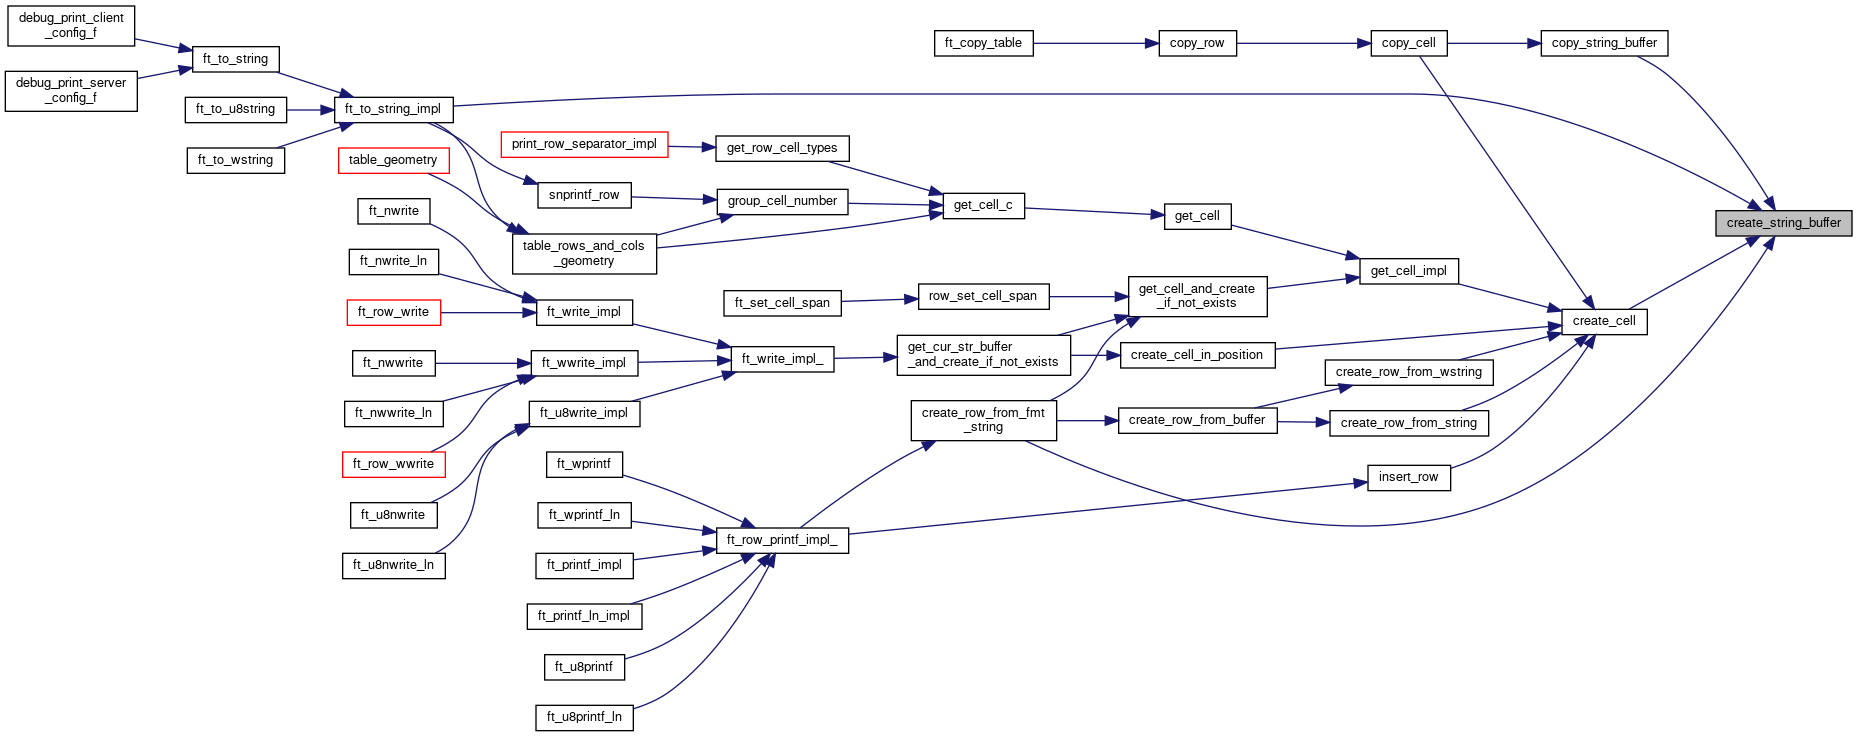 debug_print_client
_config_f
debug_print_server
_config_f
ft_to_string
ft_to_u8string
ft_to_wstring
ft_to_string_impl
table_geometry
ft_nwrite
ft_nwrite_ln
ft_row_write
ft_nwwrite
ft_nwwrite_ln
ft_row_wwrite
ft_u8nwrite
ft_u8nwrite_ln
print_row_separator_impl
snprintf_row
table_rows_and_cols
_geometry
ft_write_impl
ft_wwrite_impl
ft_u8write_impl
ft_wprintf
ft_wprintf_ln
ft_printf_impl
ft_printf_ln_impl
ft_u8printf
ft_u8printf_ln
get_row_cell_types
group_cell_number
ft_set_cell_span
ft_write_impl_
ft_row_printf_impl_
ft_copy_table
get_cell_c
row_set_cell_span
get_cur_str_buffer
_and_create_if_not_exists
create_row_from_fmt
_string
copy_row
get_cell
get_cell_and_create
_if_not_exists
create_cell_in_position
create_row_from_buffer
copy_cell
get_cell_impl
create_row_from_wstring
create_row_from_string
insert_row
copy_string_buffer
create_cell
create_string_buffer